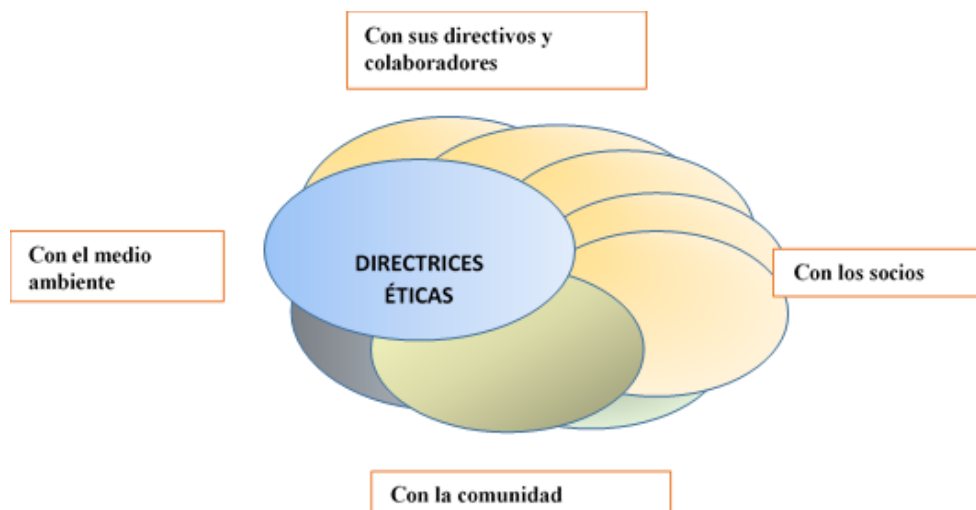 Con sus directivos y
colaboradores
Con el medio
ambiente
DIRECTRICES
ÉTICAS
Con los socios
Con la comunidad